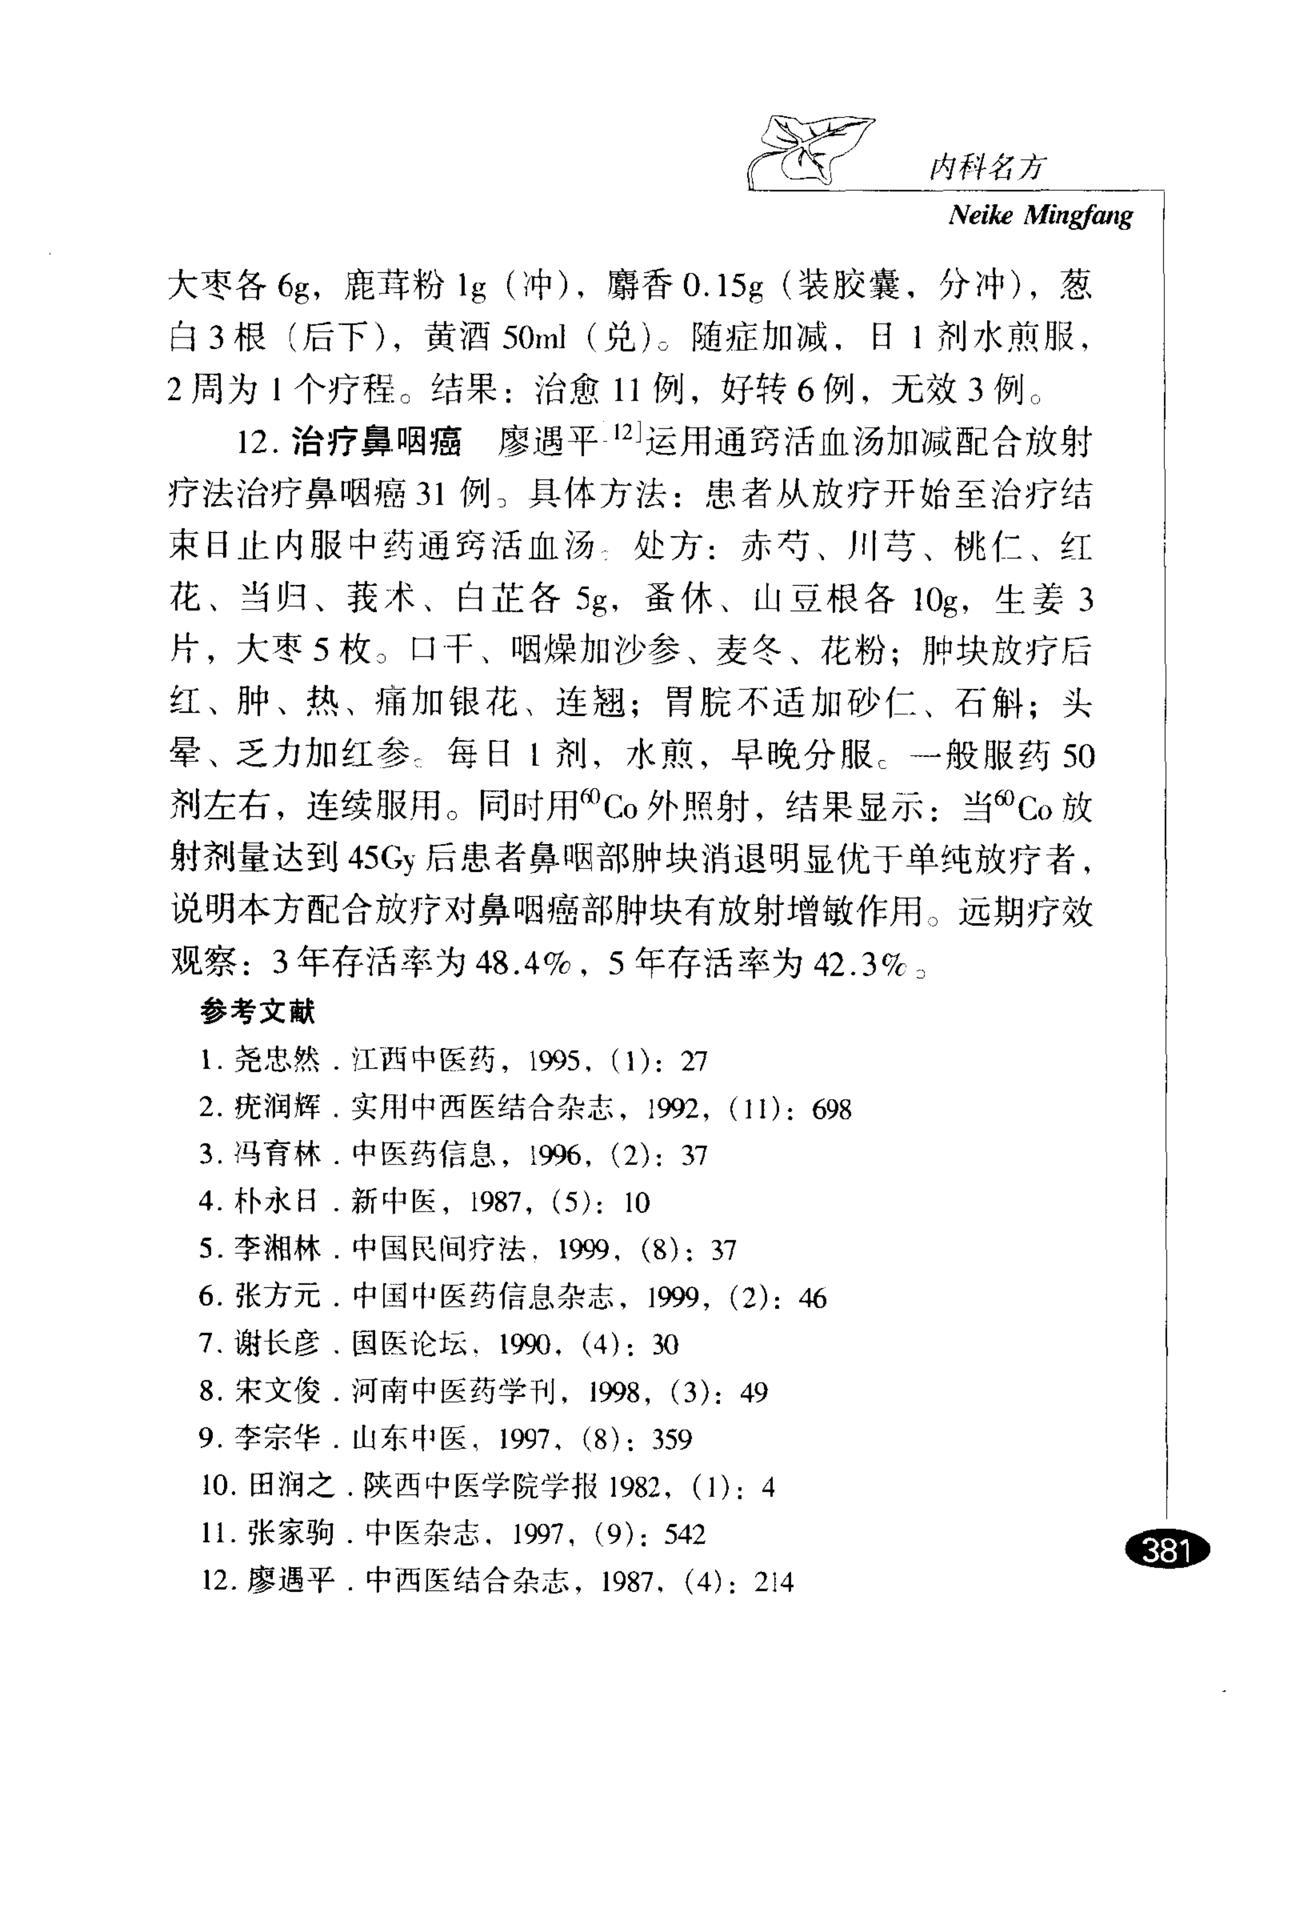 内科名方
Neike Mingfang
大枣各 6g，鹿茸粉 1g（冲），麝香 0.15g（装胶囊，分冲），葱
白 3 根（后下），黄酒 50ml（兑）。随症加减，日 1 剂水煎服，
2 周为 1 个疗程。结果：治愈 11 例，好转 6 例，无效 3 例。
12. 治疗鼻咽癌　廖遇平[12]运用通窍活血汤加减配合放射
疗法治疗鼻咽癌 31 例。具体方法：患者从放疗开始至治疗结
束日止内服中药通窍活血汤。处方：赤芍、川芎、桃仁、红
花、当归、莪术、白芷各 5g，蚤休、山豆根各 10g，生姜 3
片，大枣 5 枚。口干、咽燥加沙参、麦冬、花粉；肿块放疗后
红、肿、热、痛加银花、连翘；胃脘不适加砂仁、石斛；头
晕、乏力加红参。每日 1 剂，水煎，早晚分服。一般服药 50
剂左右，连续服用。同时用⁶⁰Co 外照射，结果显示：当⁶⁰Co 放
射剂量达到 45Gy 后患者鼻咽部肿块消退明显优于单纯放疗者，
说明本方配合放疗对鼻咽癌部肿块有放射增敏作用。远期疗效
观察：3 年存活率为 48.4%，5 年存活率为 42.3%。
参考文献
1. 尧忠然．江西中医药，1995，（1）：27
2. 疣润辉．实用中西医结合杂志，1992，（11）：698
3. 冯育林．中医药信息，1996，（2）：37
4. 朴永日．新中医，1987，（5）：10
5. 李湘林．中国民间疗法，1999，（8）：37
6. 张方元．中国中医药信息杂志，1999，（2）：46
7. 谢长彦．国医论坛，1990，（4）：30
8. 宋文俊．河南中医药学刊，1998，（3）：49
9. 李宗华．山东中医，1997，（8）：359
10. 田润之．陕西中医学院学报 1982，（1）：4
11. 张家驹．中医杂志，1997，（9）：542
12. 廖遇平．中西医结合杂志，1987，（4）：214
381